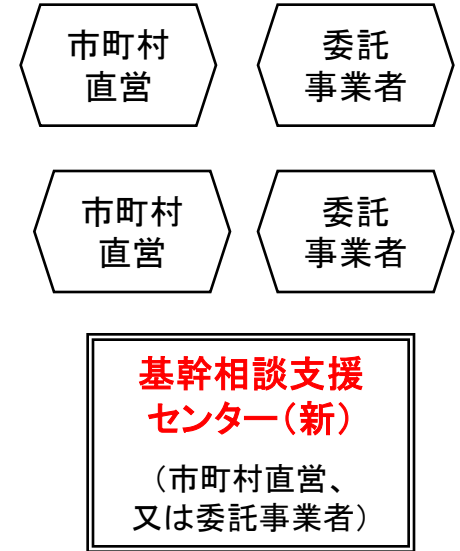 市町村
直営
委託
事業者
市町村
直営
委託
事業者
基幹相談支援
センター（新）
（市町村直営、
又は委託事業者）